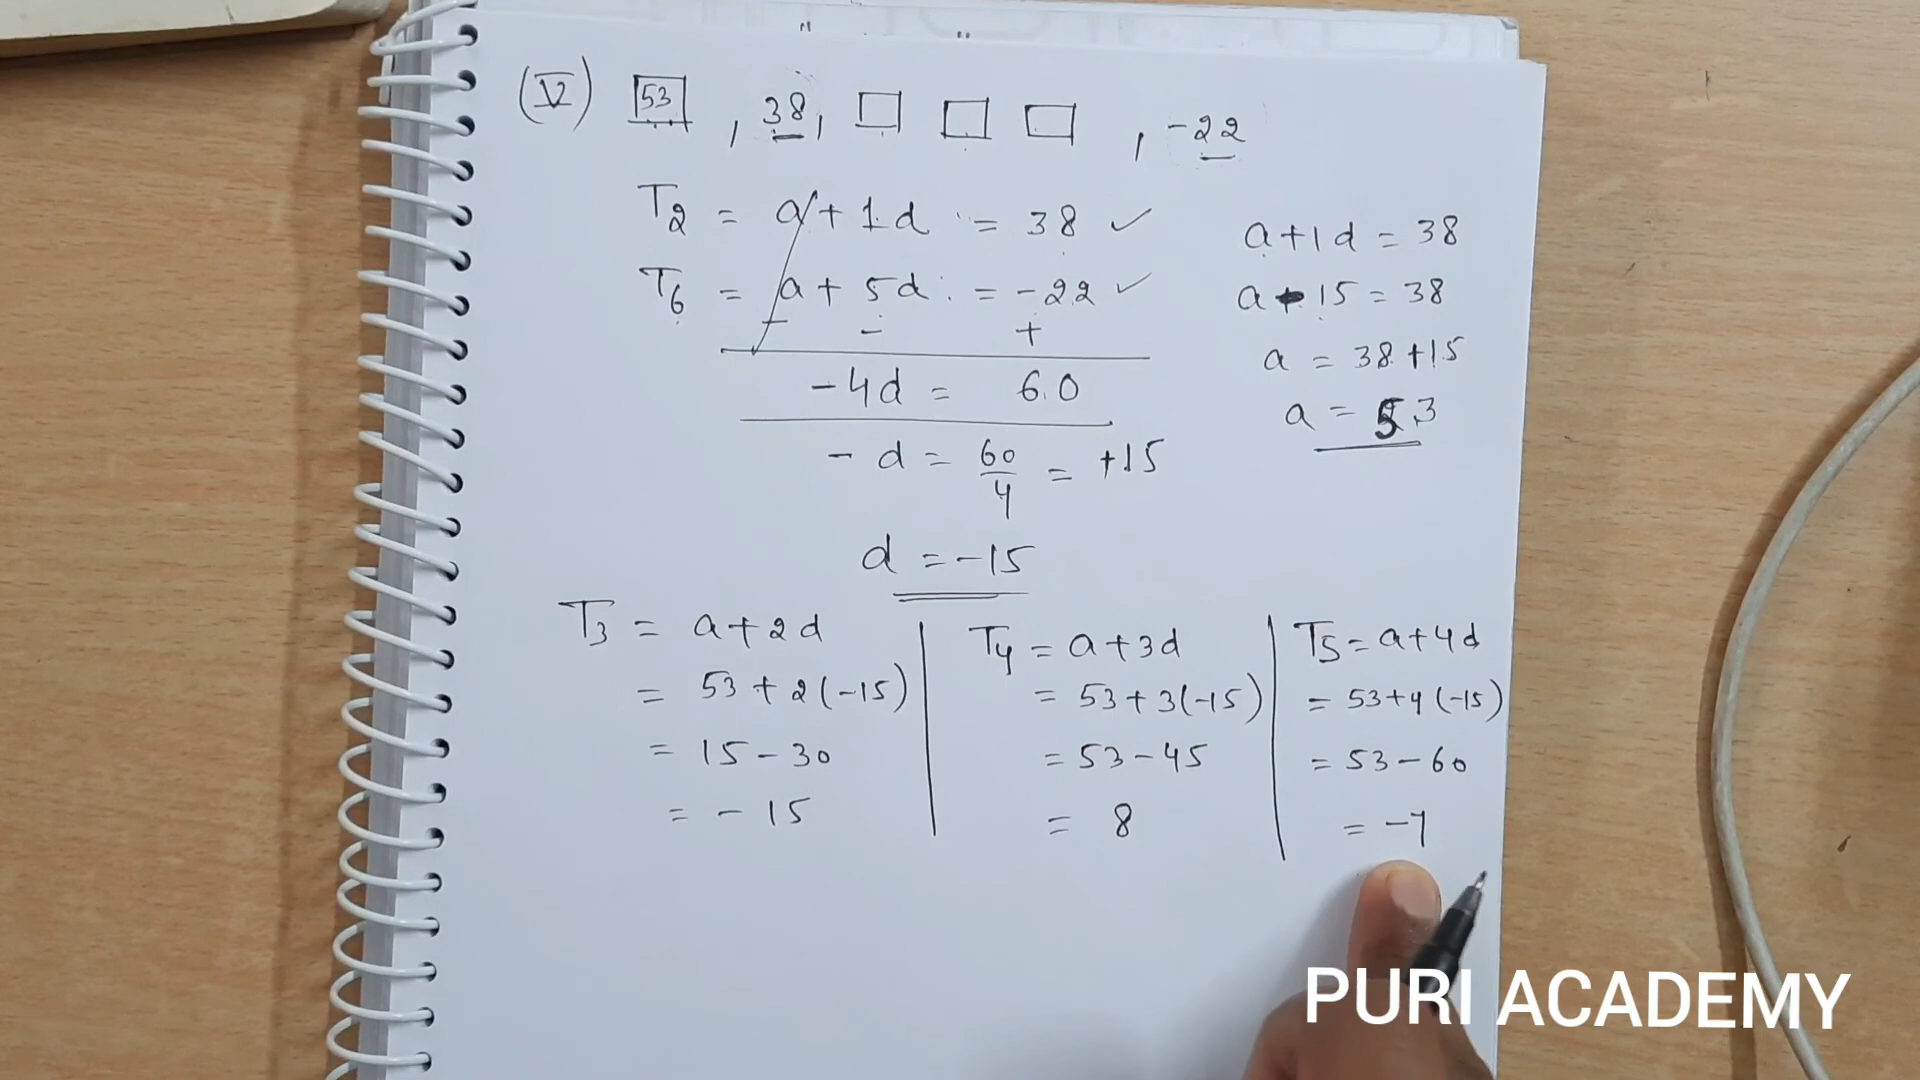 (V) 53 , 38, □ □ □ , -22
T2 = a + 1d = 38 ✓
T6 = a + 5d = -22 ✓
- - +
-4d = 60
- d = 60/4 = +15
d = -15
a+1d = 38
a - 15 = 38
a = 38 + 15
a = 53
T3 = a + 2d
= 53 + 2(-15)
= 15 - 30
= - 15
T4 = a + 3d
= 53 + 3(-15)
= 53 - 45
= 8
T5 = a + 4d
= 53 + 4(-15)
= 53 - 60
= -7
PURI ACADEMY